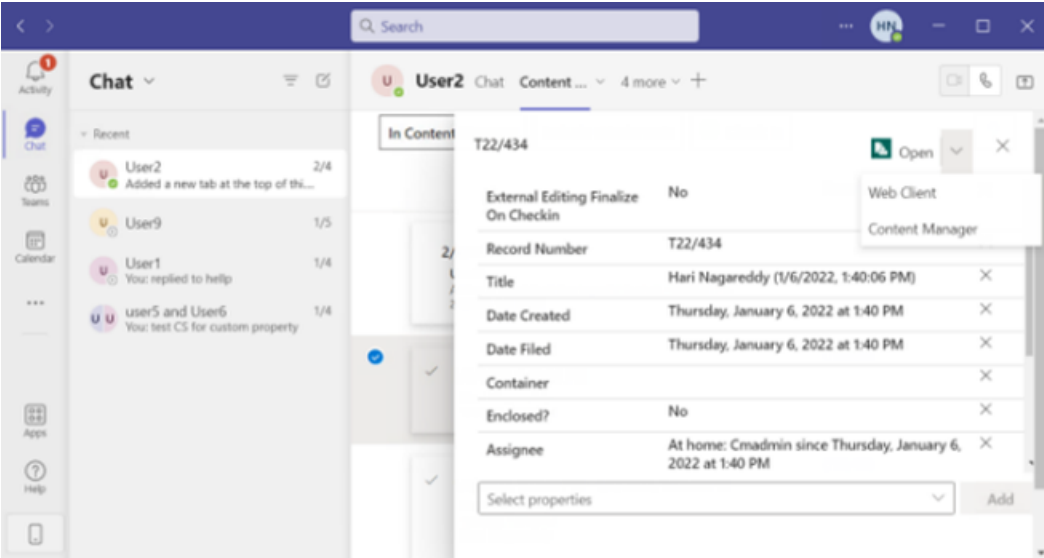 Search
HN
1
Activity
Chat
Teams
Calendar
Apps
Help
Chat
Recent
U
User2
2/4
Added a new tab at the top of thi...
U
User9
1/5
U
User1
1/4
You: replied to hellp
U U
user5 and User6
1/4
You: test CS for custom property
U
User2
Chat
Content ...
4 more
In Content
2/
T22/434
Open
Web Client
Content Manager
External Editing Finalize
On Checkin
No
Record Number
T22/434
Title
Hari Nagareddy (1/6/2022, 1:40:06 PM)
Date Created
Thursday, January 6, 2022 at 1:40 PM
Date Filed
Thursday, January 6, 2022 at 1:40 PM
Container
Enclosed?
No
Assignee
At home: Cmadmin since Thursday, January 6,
2022 at 1:40 PM
Select properties
Add